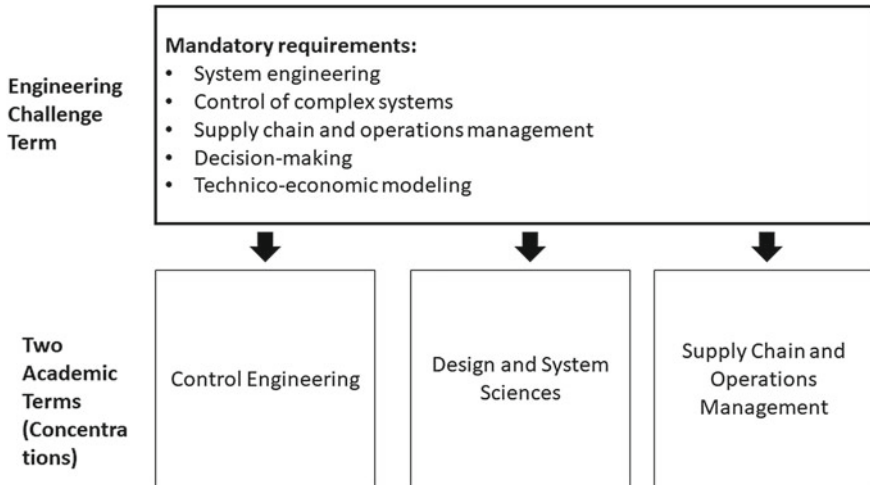 Engineering
Challenge
Term
Mandatory requirements:
• System engineering
• Control of complex systems
• Supply chain and operations management
• Decision-making
• Technico-economic modeling
Two
Academic
Terms
(Concentra
tions)
Control Engineering
Design and System
Sciences
Supply Chain and
Operations
Management